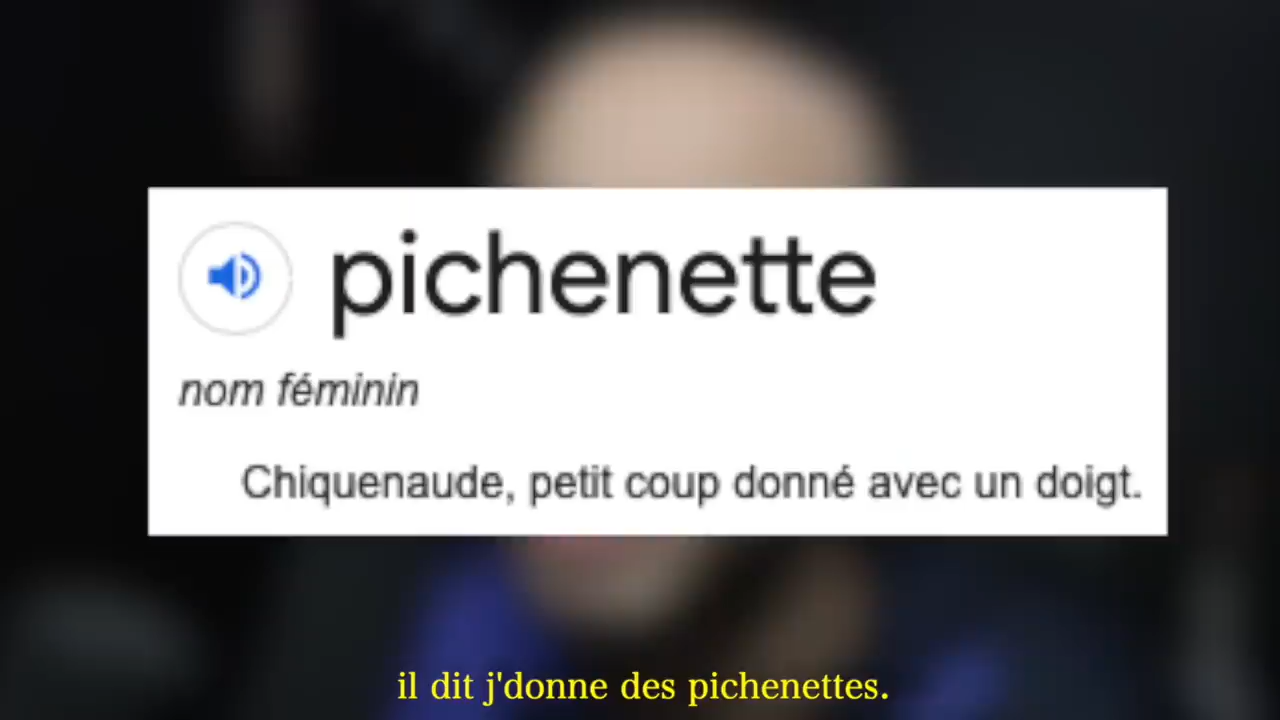 pichenette
nom féminin
Chiquenaude, petit coup donné avec un doigt.
il dit j'donne des pichenettes.